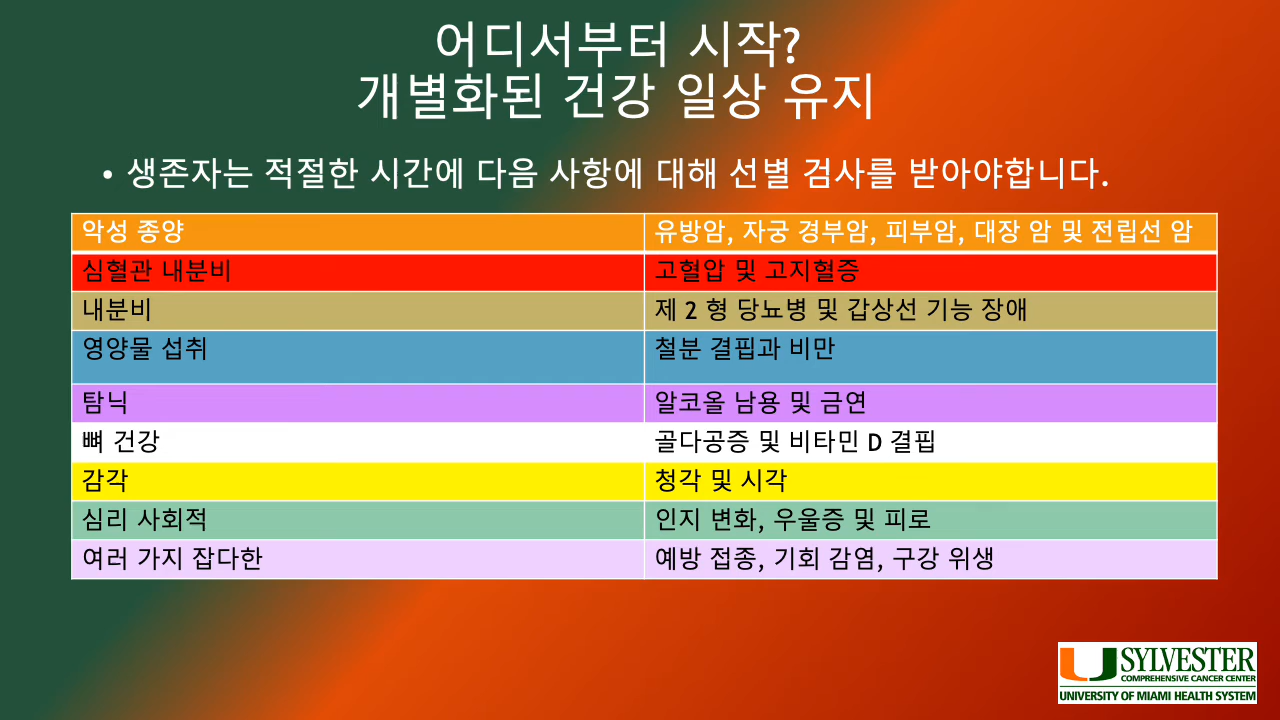 어디서부터 시작?
개별화된 건강 일상 유지
• 생존자는 적절한 시간에 다음 사항에 대해 선별 검사를 받아야합니다.
악성 종양 유방암, 자궁 경부암, 피부암, 대장 암 및 전립선 암
심혈관 내분비 고혈압 및 고지혈증
내분비 제 2 형 당뇨병 및 갑상선 기능 장애
영양물 섭취 철분 결핍과 비만
탐닉 알코올 남용 및 금연
뼈 건강 골다공증 및 비타민 D 결핍
감각 청각 및 시각
심리 사회적 인지 변화, 우울증 및 피로
여러 가지 잡다한 예방 접종, 기회 감염, 구강 위생
SYLVESTER
COMPREHENSIVE CANCER CENTER
UNIVERSITY OF MIAMI HEALTH SYSTEM